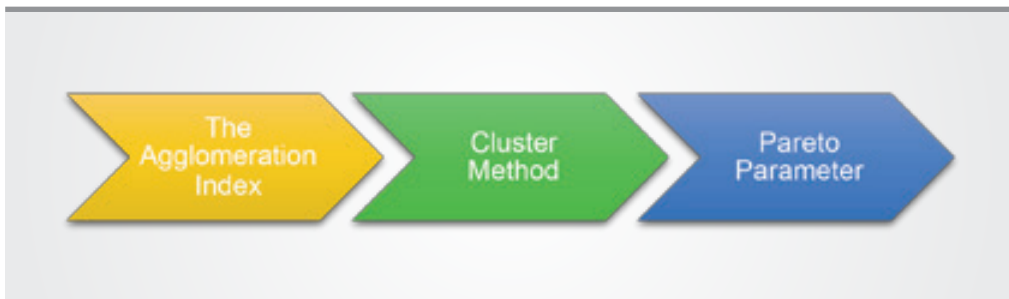 The
Agglomeration
Index
Cluster
Method
Pareto
Parameter